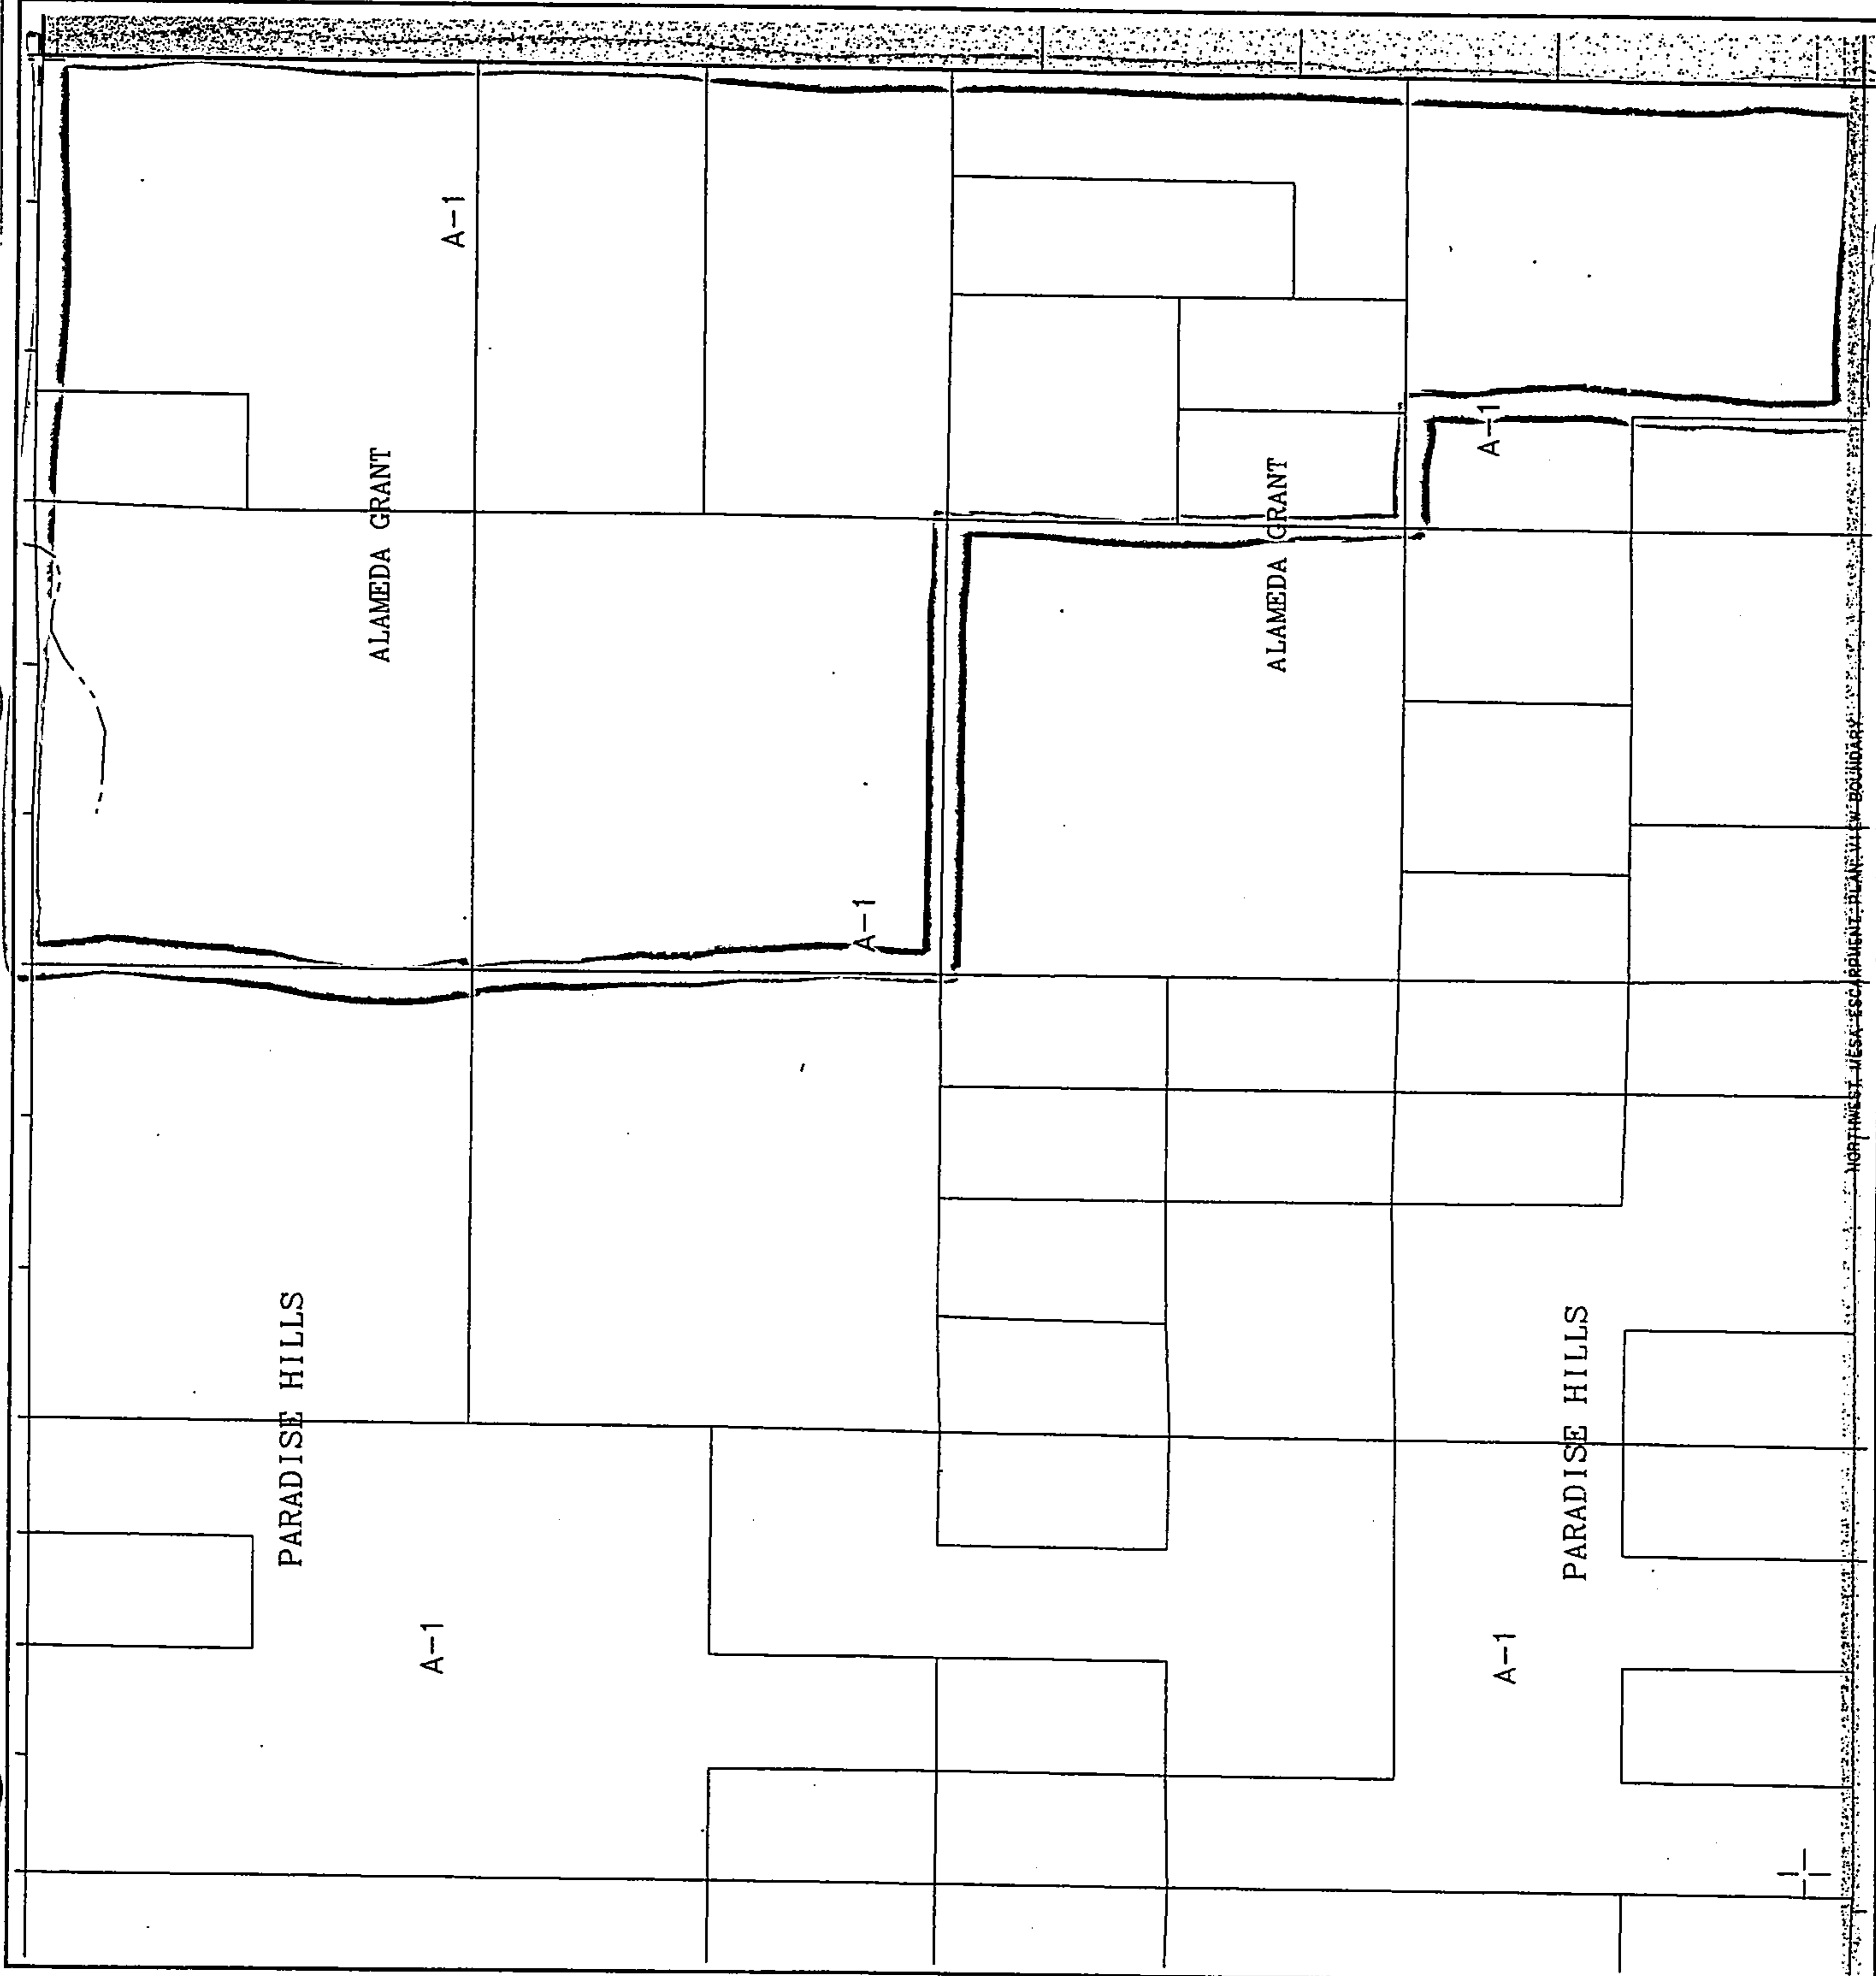 A-1
ALAMEDA GRANT
A-1
PARADISE HILLS
A-1
ALAMEDA GRANT
A-1
PARADISE HILLS
A-1
NORTHWEST MESA ESCARPMENT PLAN VIEW BOUNDARY